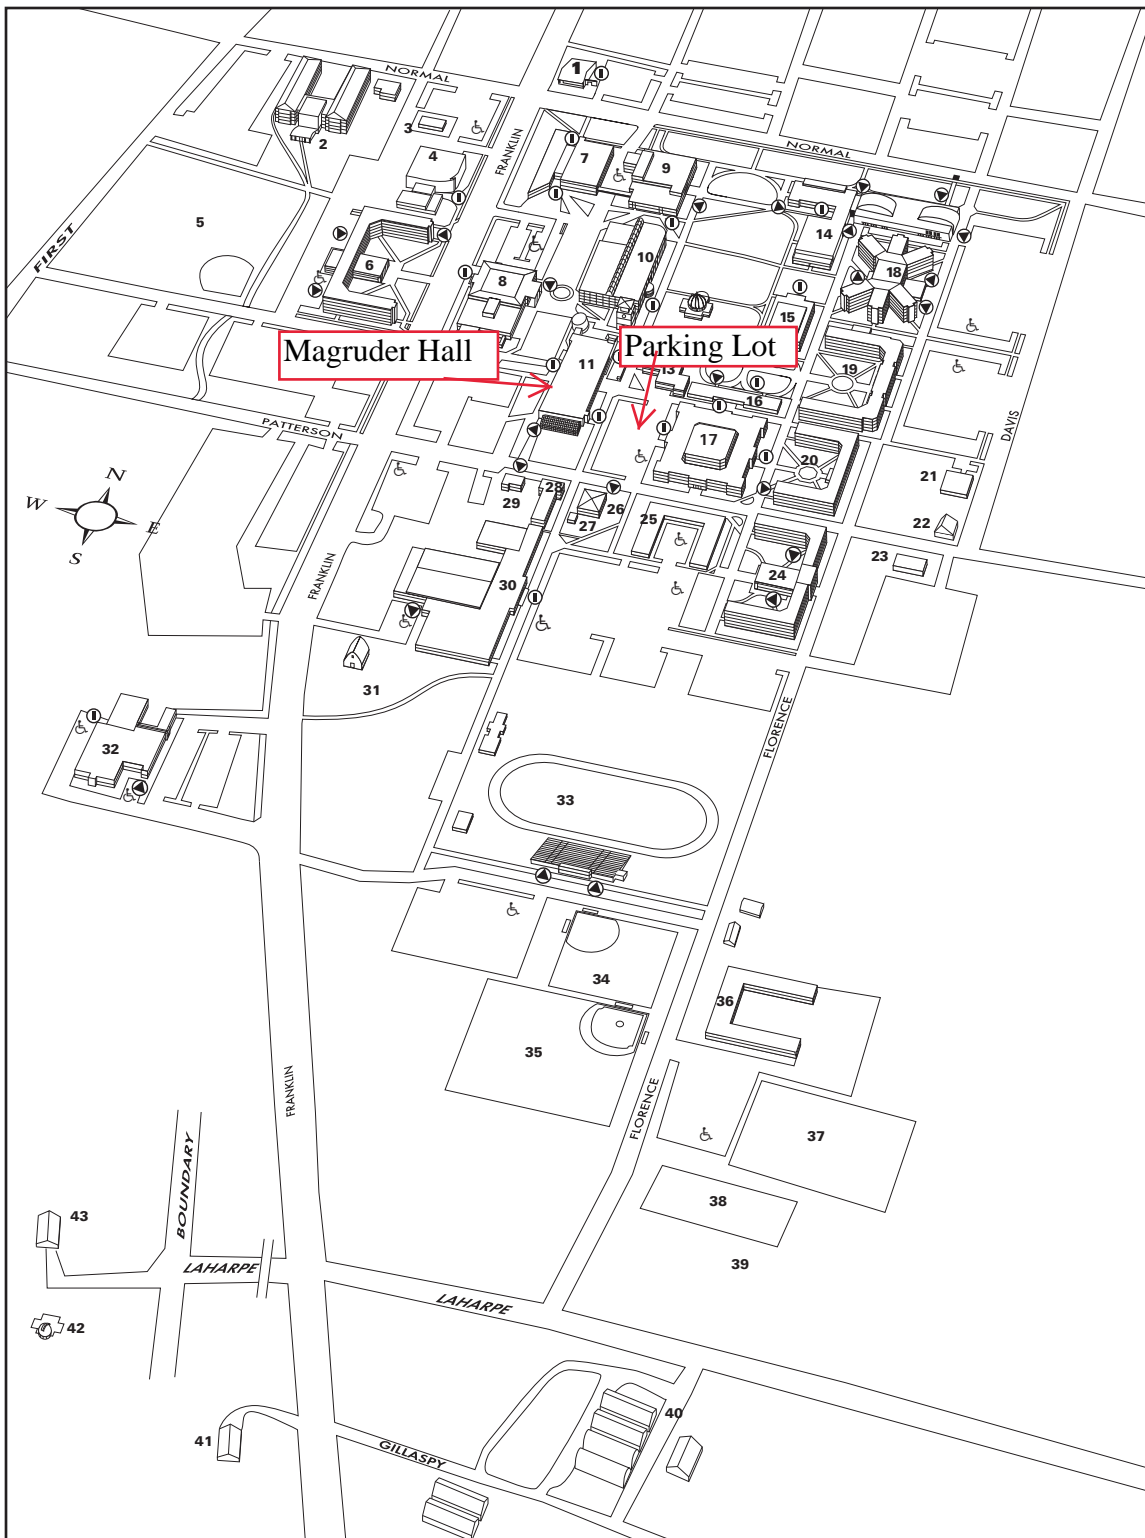 1
NORMAL
2
3
FRANKLIN
4
7
9
NORMAL
5
FIRST
6
8
10
14
18
15
Magruder Hall
Parking Lot
11
13
19
16
PATTERSON
17
DAVIS
20
N
W
E
S
21
28
29
26
27
25
22
23
24
30
FRANKLIN
31
32
FLORENCE
33
34
36
35
FRANKLIN
FLORENCE
37
38
39
BOUNDARY
43
LAHARPE
LAHARPE
42
40
41
GILLASPY